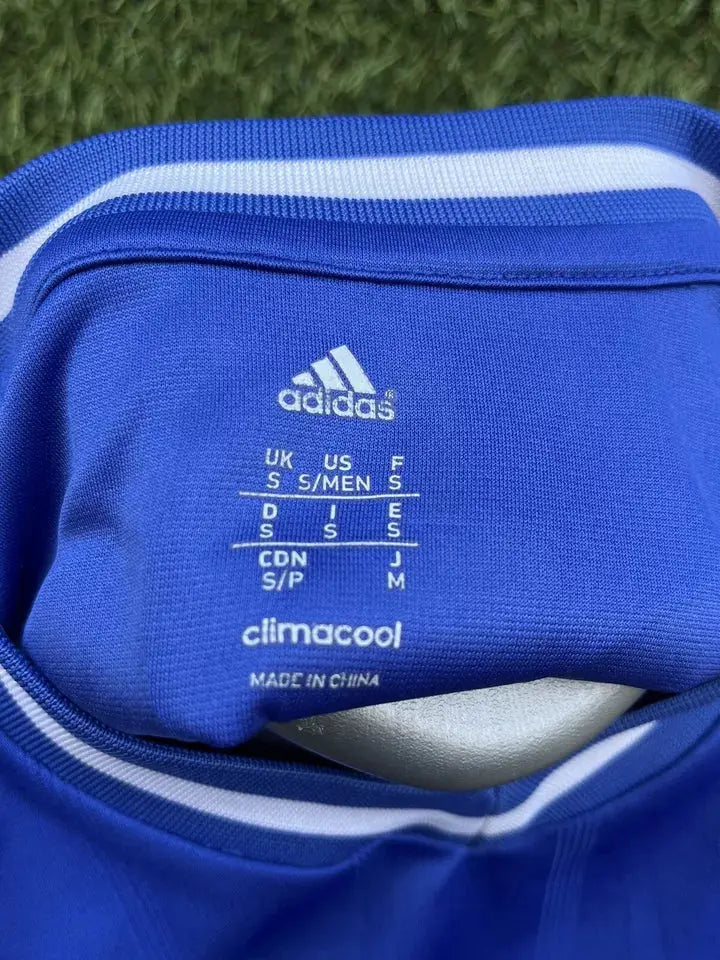 adidas®
UK US F
S S/MEN S
D I E
S S S
CDN J
S/P M
climacool
MADE IN CHINA